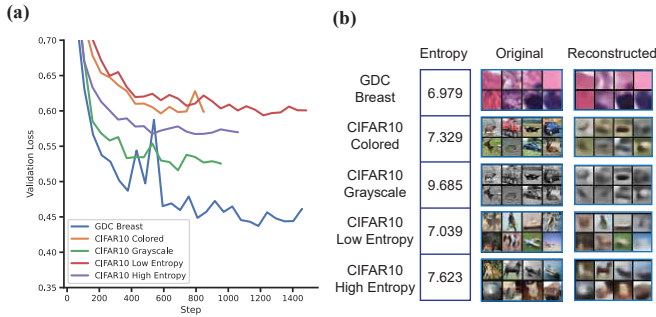 (a)
0,70
0,65
0,60
0,55
0,50
0,45
0,40
0.35
Validation Loss
GDC Breast
CIFAR10 Colored
CIFAR10 Grayscale
CIFAR10 Low Entropy
CIFAR10 High Entropy
0 200 400 600 800 1000 1200 1400
Step
(b)
Entropy Original Reconstructed
GDC
Breast
6.979
CIFAR10
Colored
7.329
CIFAR10
Grayscale
9.685
CIFAR10
Low Entropy
7.039
CIFAR10
High Entropy
7.623